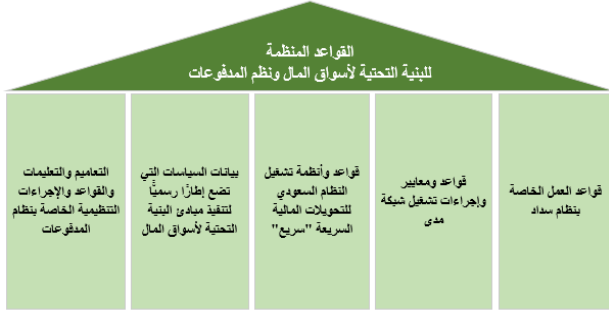 القواعد المنظمة
للبنية التحتية لأسواق المال ونظم المدفوعات
قواعد العمل الخاصة
بنظام سداد
قواعد ومعايير
وإجراءات تشغيل شبكة
مدى
قواعد وأنظمة تشغيل
النظام السعودي
للتحويلات المالية
السريعة "سريع"
بيانات السياسات التي
تضع إطارًا رسميًّا
لتنفيذ مبادئ البنية
التحتية لأسواق المال
التعاميم والتعليمات
والقواعد والإجراءات
التنظيمية الخاصة بنظام
المدفوعات